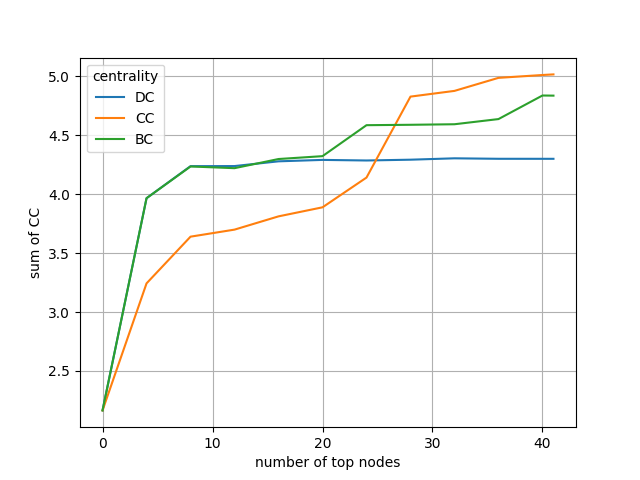 centrality
DC
CC
BC
5.0
4.5
4.0
3.5
3.0
2.5
sum of CC
0 10 20 30 40
number of top nodes